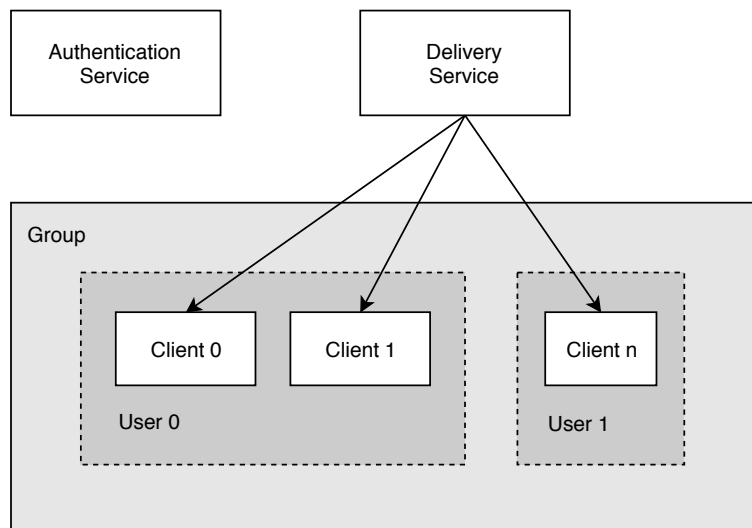 Authentication
Service
Delivery
Service
Group
Client 0
Client 1
Client n
User 0
User 1